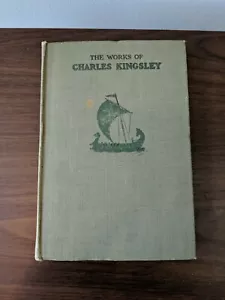 THE WORKS OF
CHARLES KINGSLEY